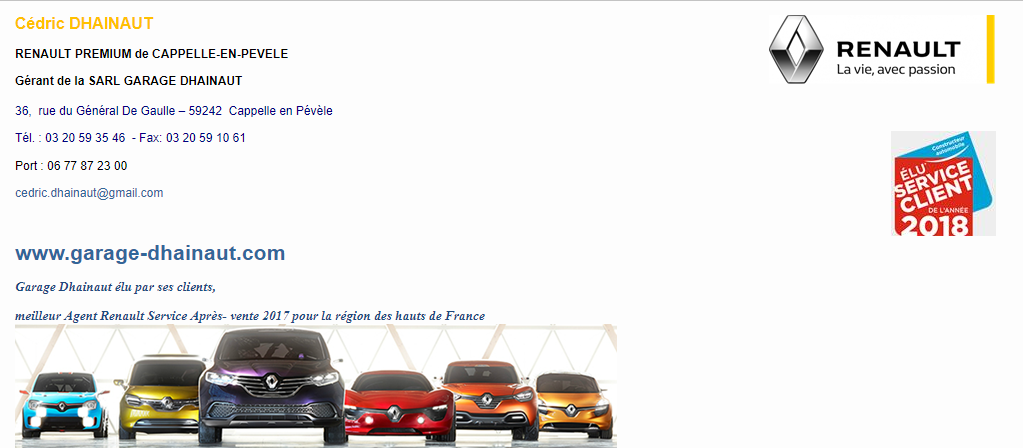 Cédric DHAINAUT
RENAULT PREMIUM de CAPPELLE-EN-PEVELE
Gérant de la SARL GARAGE DHAINAUT
36, rue du Général De Gaulle – 59242 Cappelle en Pévèle
Tél. : 03 20 59 35 46 - Fax: 03 20 59 10 61
Port : 06 77 87 23 00
cedric.dhainaut@gmail.com
www.garage-dhainaut.com
Garage Dhainaut élu par ses clients,
meilleur Agent Renault Service Après- vente 2017 pour la région des hauts de France
RENAULT
La vie, avec passion
Constructeur
automobile
ÉLU
SERVICE
CLIENT
DE L'ANNÉE
2018